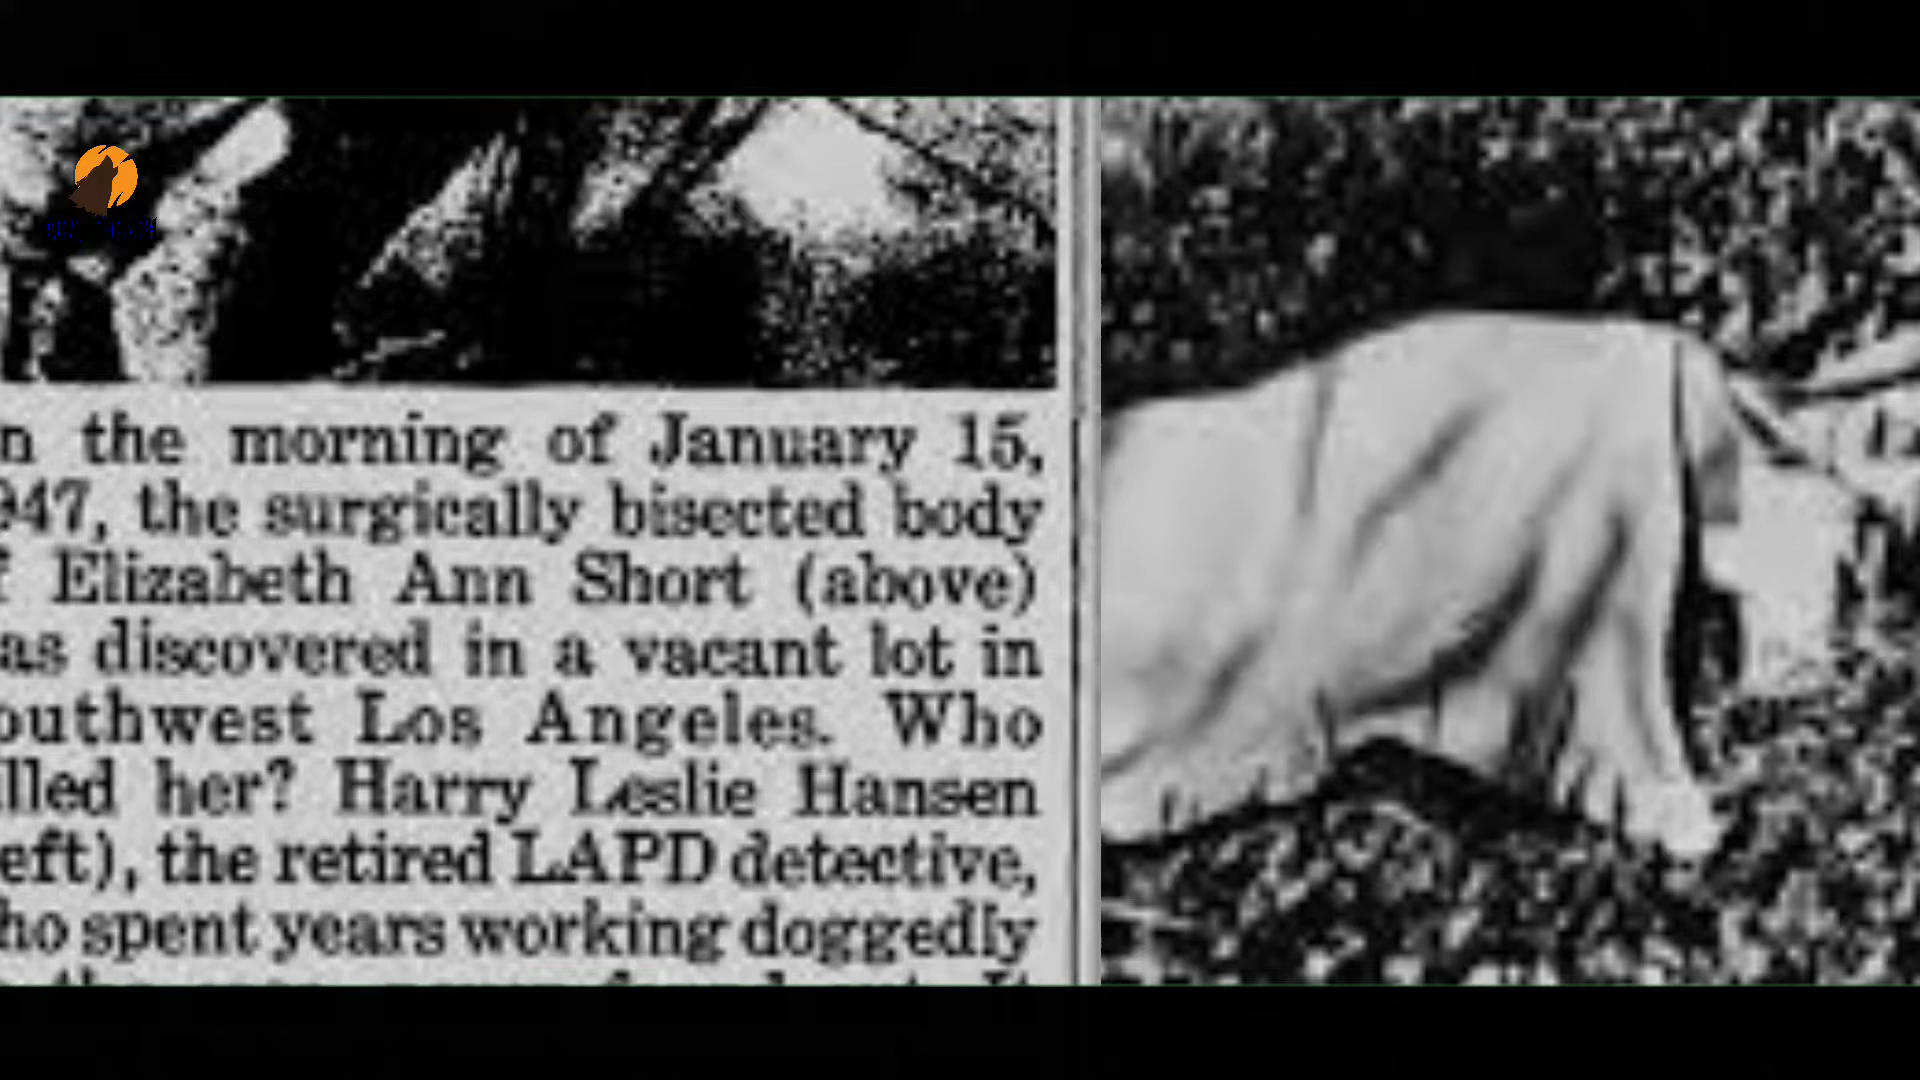 n the morning of January 15,
947, the surgically bisected body
f Elizabeth Ann Short (above)
as discovered in a vacant lot in
outhwest Los Angeles. Who
lled her? Harry Leslie Hansen
eft), the retired LAPD detective,
ho spent years working doggedly